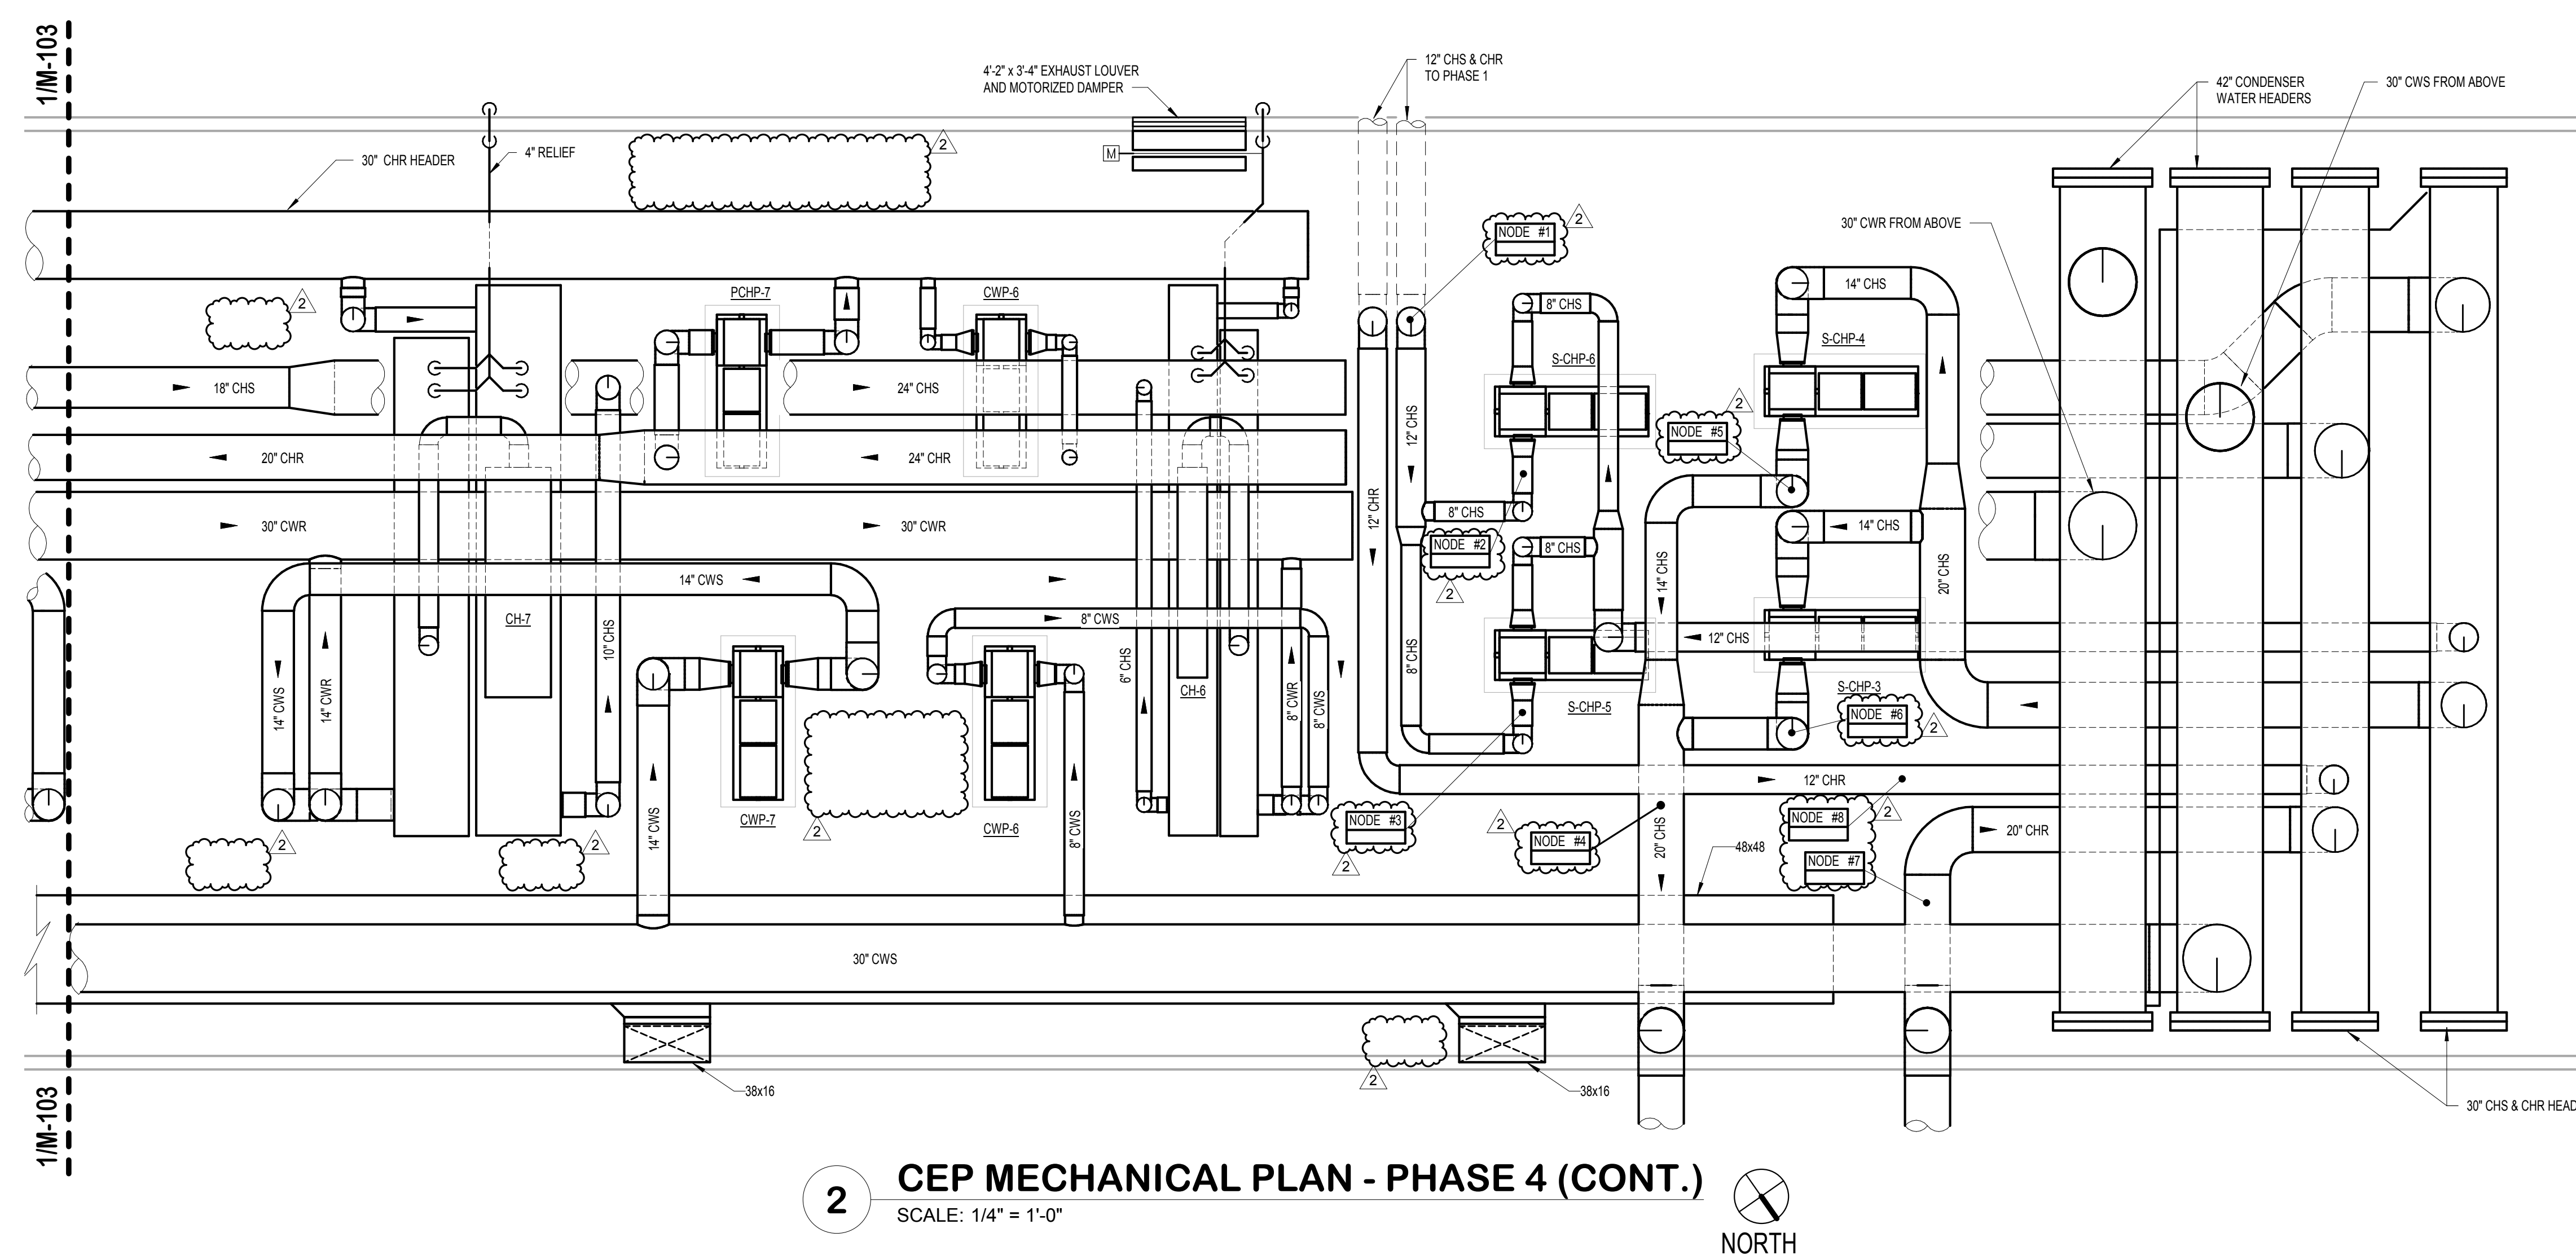 1/M-103
4'-2" x 3'-4" EXHAUST LOUVER
AND MOTORIZED DAMPER
12" CHS & CHR
TO PHASE 1
42" CONDENSER
WATER HEADERS
30" CWS FROM ABOVE
30" CHR HEADER
4" RELIEF
2
M
NODE #1
2
30" CWR FROM ABOVE
2
PCHP-7
CWP-6
8" CHS
14" CHS
S-CHP-6
S-CHP-4
18" CHS
24" CHS
12" CHS
2
NODE #5
20" CHR
24" CHR
12" CHR
8" CHS
30" CWR
30" CWR
14" CHS
NODE #2
8" CHS
2
14" CHS
20" CHS
14" CWS
CH-7
10" CHS
8" CWS
12" CHS
8" CHS
6" CHS
CH-6
14" CWS
14" CWR
8" CWR
8" CWS
S-CHP-5
S-CHP-3
NODE #6
2
12" CHR
CWP-7
2
CWP-6
14" CWS
8" CWS
NODE #3
2
2
NODE #4
20" CHS
NODE #8
2
NODE #7
20" CHR
48x48
2
2
30" CWS
2
38x16
38x16
30" CHS & CHR HEAD
1/M-103
2
CEP MECHANICAL PLAN - PHASE 4 (CONT.)
SCALE: 1/4" = 1'-0"
NORTH